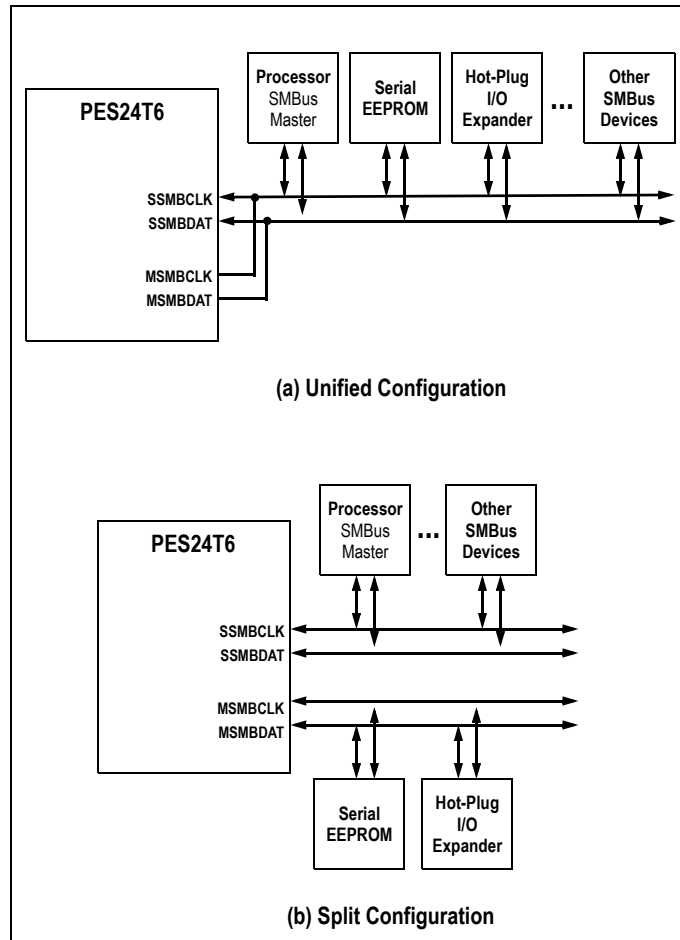 Processor
SMBus
Master
Serial
EEPROM
Hot-Plug
I/O
Expander
...
Other
SMBus
Devices
PES24T6
SSMBCLK
SSMBDAT
MSMBCLK
MSMBDAT
(a) Unified Configuration
Processor
SMBus
Master
...
Other
SMBus
Devices
PES24T6
SSMBCLK
SSMBDAT
MSMBCLK
MSMBDAT
Serial
EEPROM
Hot-Plug
I/O
Expander
(b) Split Configuration